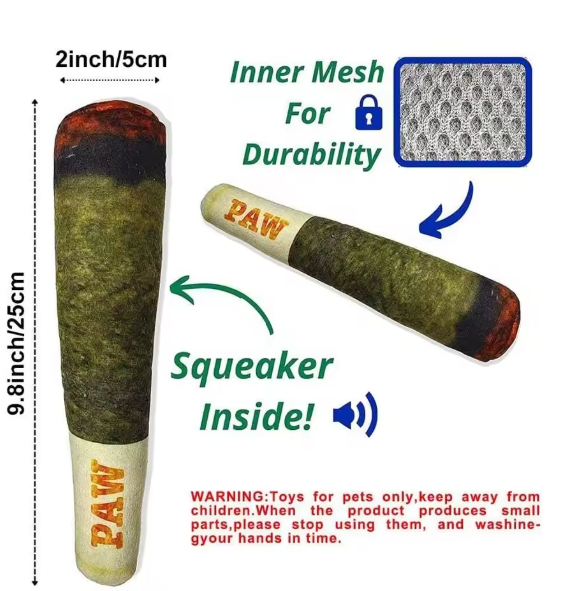 2inch/5cm
Inner Mesh
For
Durability
PAW
9.8inch/25cm
Squeaker
Inside!
PAW
WARNING:Toys for pets only,keep away from
children.When the product produces small
parts,please stop using them, and washine-
gyour hands in time.